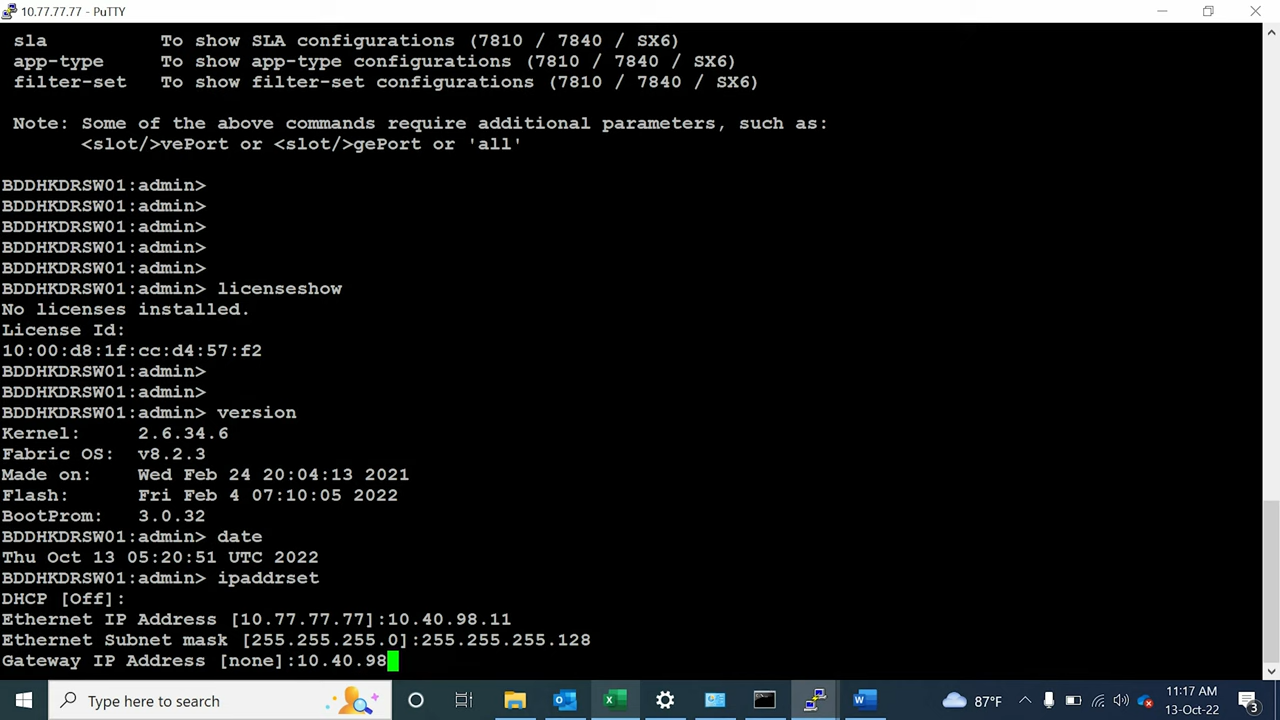 10.77.77.77 - PuTTY
sla To show SLA configurations (7810 / 7840 / SX6)
app-type To show app-type configurations (7810 / 7840 / SX6)
filter-set To show filter-set configurations (7810 / 7840 / SX6)
Note: Some of the above commands require additional parameters, such as:
<slot/>vePort or <slot/>gePort or 'all'
BDDHKDRSW01:admin>
BDDHKDRSW01:admin>
BDDHKDRSW01:admin>
BDDHKDRSW01:admin>
BDDHKDRSW01:admin>
BDDHKDRSW01:admin> licenseshow
No licenses installed.
License Id:
10:00:d8:1f:cc:d4:57:f2
BDDHKDRSW01:admin>
BDDHKDRSW01:admin>
BDDHKDRSW01:admin> version
Kernel: 2.6.34.6
Fabric OS: v8.2.3
Made on: Wed Feb 24 20:04:13 2021
Flash: Fri Feb 4 07:10:05 2022
BootProm: 3.0.32
BDDHKDRSW01:admin> date
Thu Oct 13 05:20:51 UTC 2022
BDDHKDRSW01:admin> ipaddrset
DHCP [Off]:
Ethernet IP Address [10.77.77.77]:10.40.98.11
Ethernet Subnet mask [255.255.255.0]:255.255.255.128
Gateway IP Address [none]:10.40.98
Type here to search
87°F
11:17 AM
13-Oct-22
3